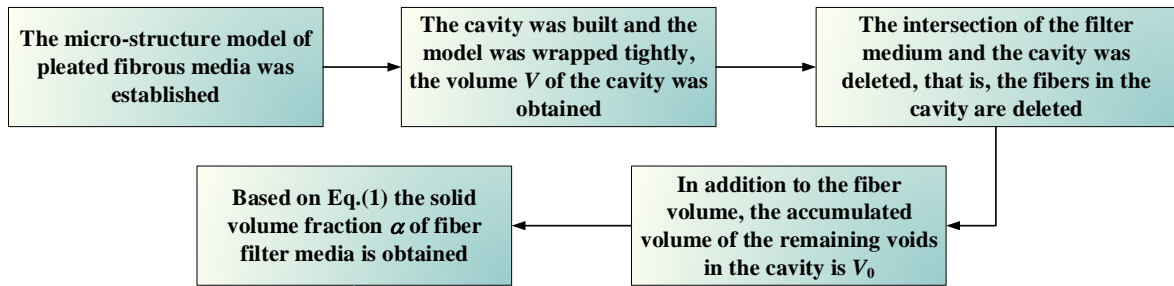 The micro-structure model of
pleated fibrous media was
established
The cavity was built and the
model was wrapped tightly,
the volume V of the cavity was
obtained
The intersection of the filter
medium and the cavity was
deleted, that is, the fibers in the
cavity are deleted
In addition to the fiber
volume, the accumulated
volume of the remaining voids
in the cavity is V₀
Based on Eq.(1) the solid
volume fraction α of fiber
filter media is obtained